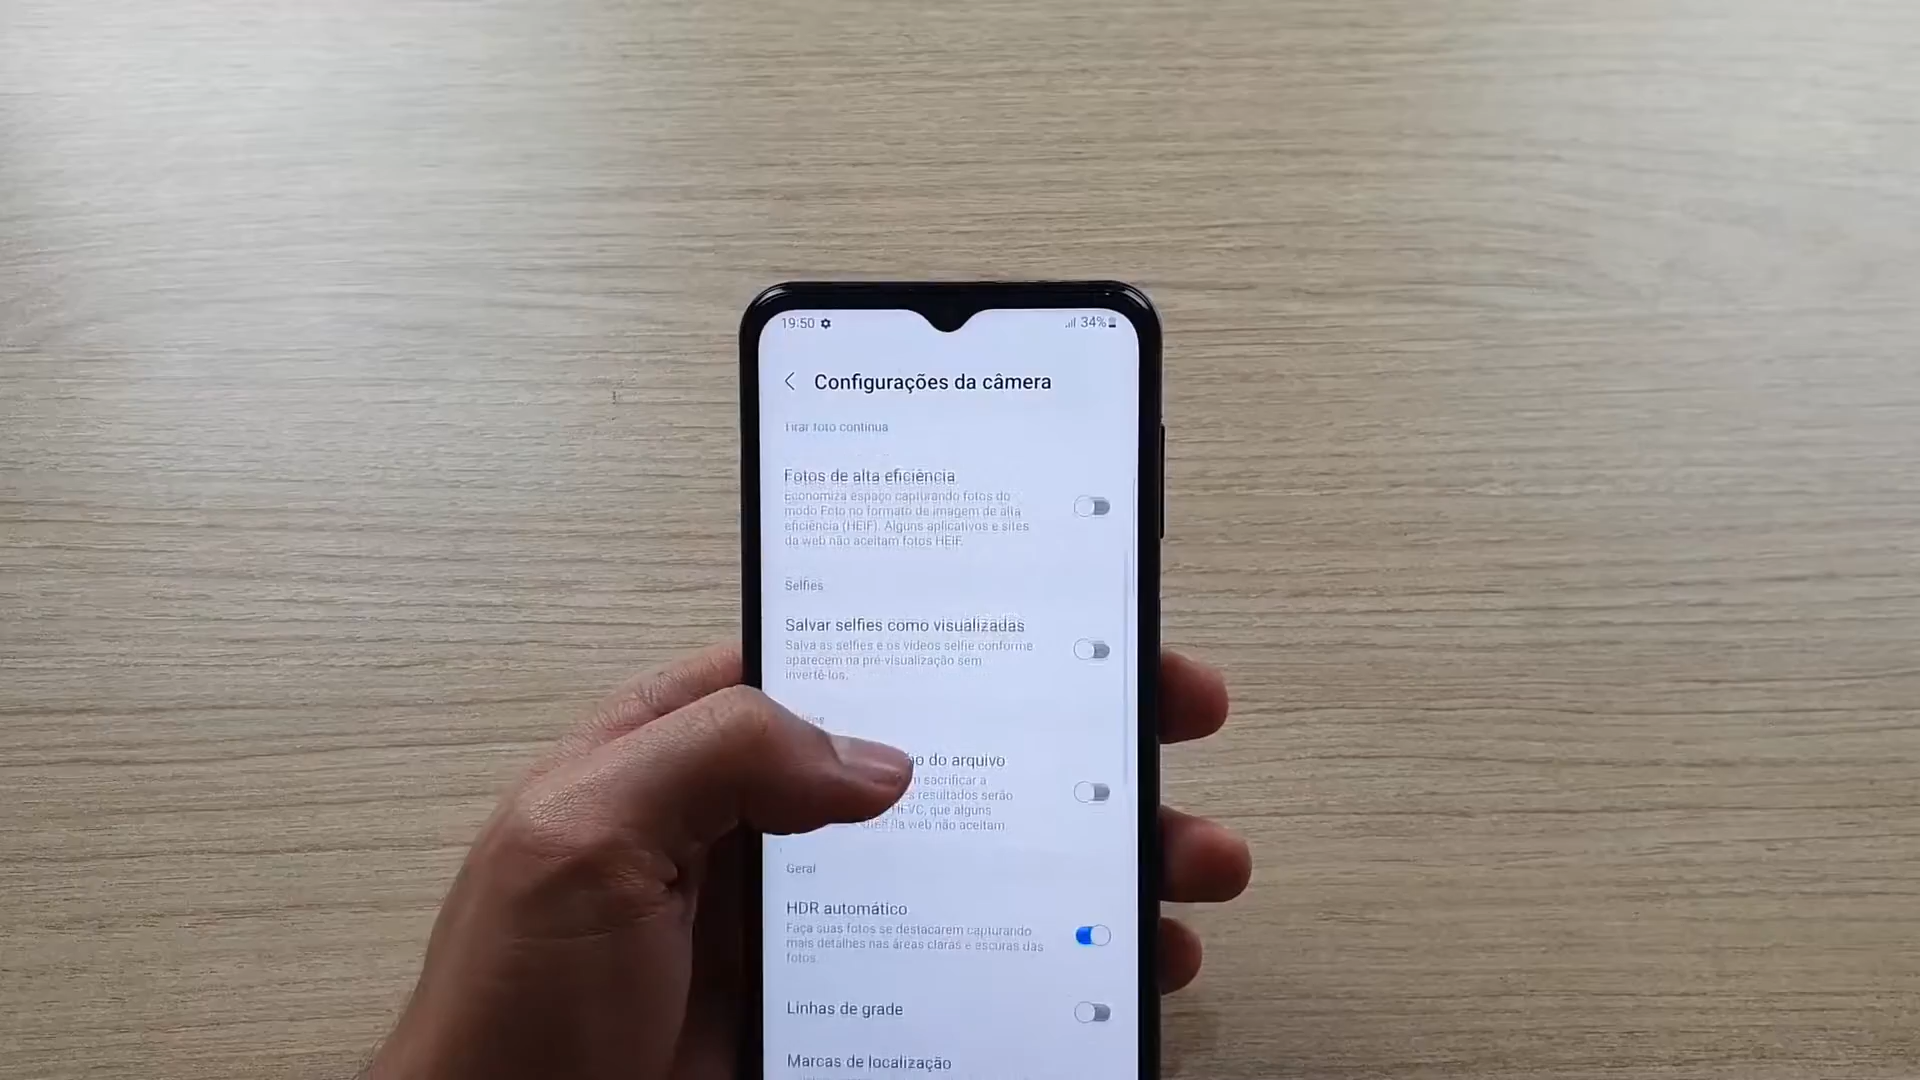 19:50
34%
Configurações da câmera
Tirar foto contínua
Fotos de alta eficiência
Economiza espaço capturando fotos do
modo Foto no formato de imagem de alta
eficiência (HEIF). Alguns aplicativos e sites
da web não aceitam fotos HEIF.
Selfies
Salvar selfies como visualizadas
Salva as selfies e os vídeos selfie conforme
aparecem na pré-visualização sem
invertê-los.
do arquivo
sacrificar a
resultados serão
HEVC, que alguns
da web não aceitam
Geral
HDR automático
Faça suas fotos se destacarem capturando
mais detalhes nas áreas claras e escuras das
fotos.
Linhas de grade
Marcas de localização